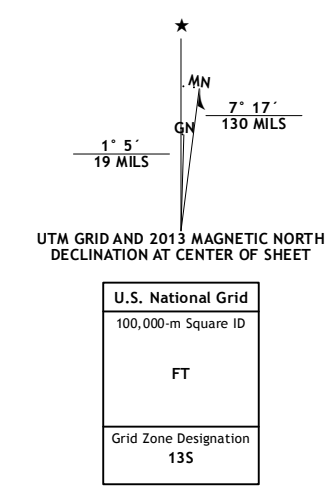 MN
7° 17´
130 MILS
GN
1° 5´
19 MILS
UTM GRID AND 2013 MAGNETIC NORTH
DECLINATION AT CENTER OF SHEET
U.S. National Grid
100,000-m Square ID
FT
Grid Zone Designation
13S